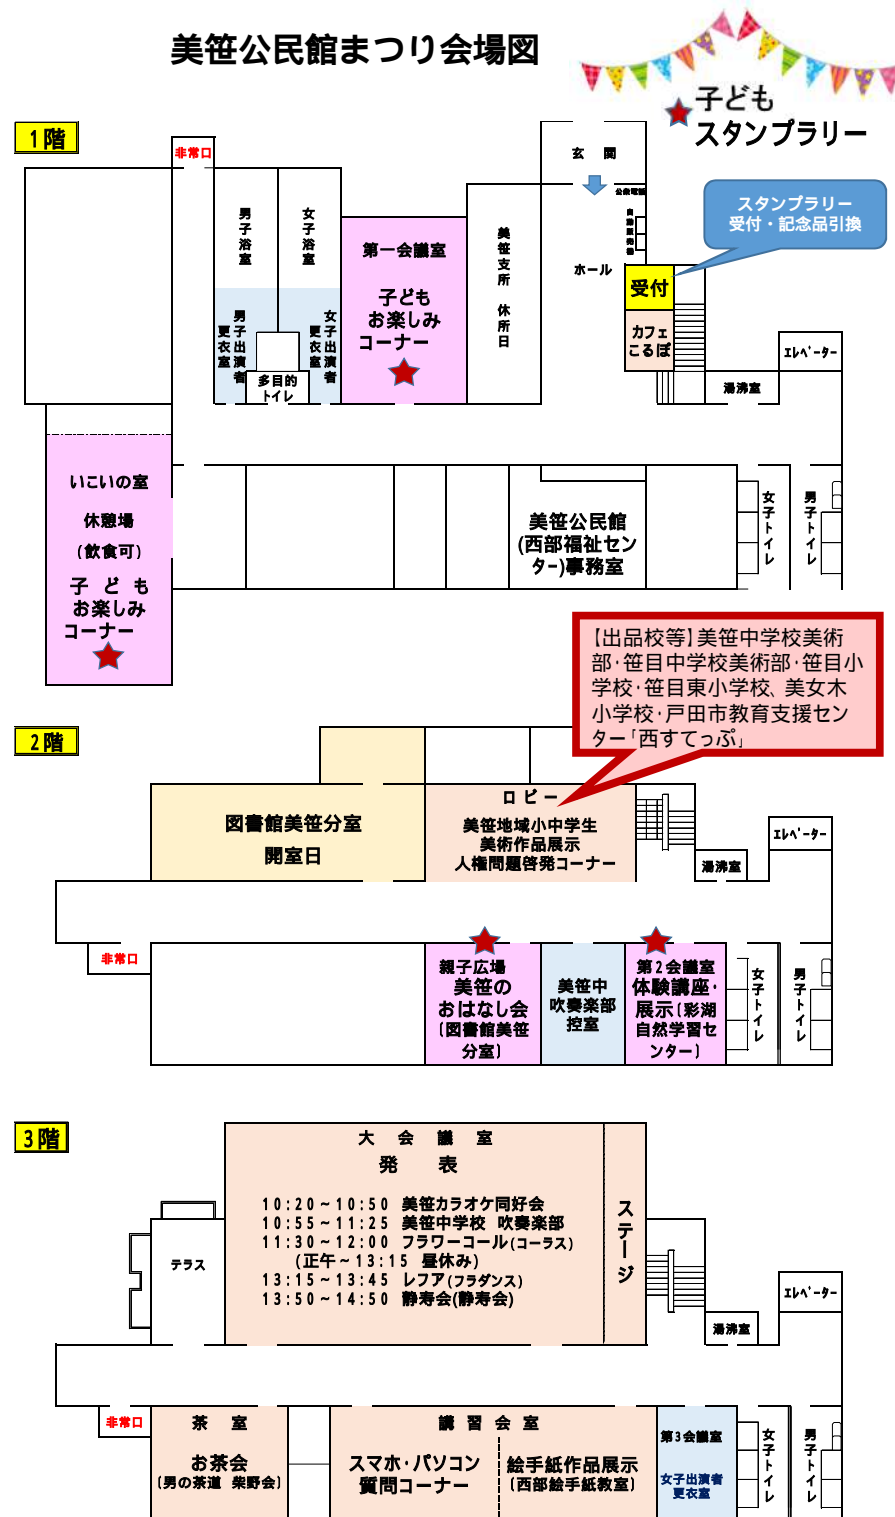 美笹公民館まつり会場図
子ども
スタンプラリー
1階
非常口
玄　関
公衆電話
自動販売機
スタンプラリー
受付・記念品引換
男子浴室
女子浴室
第一会議室
子ども
お楽しみ
コーナー
美笹支所　休所日
ホール
受付
カフェ
こるぽ
男子出演者
更衣室
女子出演者
更衣室
多目的
トイレ
エレベーター
湯沸室
いこいの室
休憩場
(飲食可)
子　ど　も
お楽しみ
コーナー
美笹公民館
(西部福祉セン
ター)事務室
女子トイレ
男子トイレ
【出品校等】美笹中学校美術
部・笹目中学校美術部・笹目小
学校・笹目東小学校、美女木
小学校・戸田市教育支援セン
ター「西すてっぷ」
2階
図書館美笹分室
開室日
ロ ビ ー
美笹地域小中学生
美術作品展示
人権問題啓発コーナー
エレベーター
湯沸室
非常口
親子広場
美笹の
おはなし会
(図書館美笹
分室)
美笹中
吹奏楽部
控室
第2会議室
体験講座・
展示(彩湖
自然学習セ
ンター)
女子トイレ
男子トイレ
3階
大　会　議　室
発　　表
10:20～10:50 美笹カラオケ同好会
10:55～11:25 美笹中学校 吹奏楽部
11:30～12:00 フラワーコール(コーラス)
(正午～13:15 昼休み)
13:15～13:45 レフア(フラダンス)
13:50～14:50 静寿会(静寿会)
ステージ
テラス
エレベーター
湯沸室
非常口
茶　室
お茶会
(男の茶道 柴野会)
講 習 会 室
スマホ・パソコン
質問コーナー
絵手紙作品展示
(西部絵手紙教室)
第3会議室
女子出演者
更衣室
女子トイレ
男子トイレ